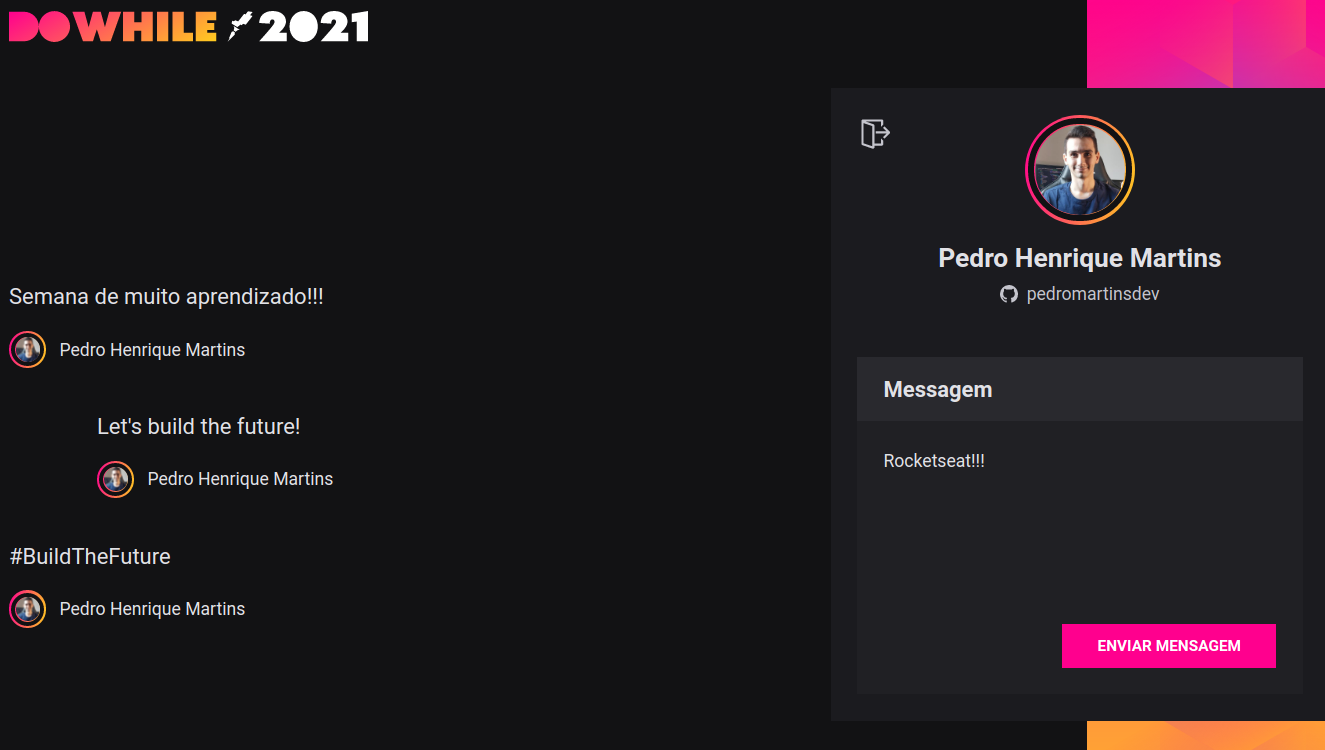 DOWHILE 2021
Semana de muito aprendizado!!!
Pedro Henrique Martins
Let's build the future!
Pedro Henrique Martins
#BuildTheFuture
Pedro Henrique Martins
Pedro Henrique Martins
pedromartinsdev
Messagem
Rocketseat!!!
ENVIAR MENSAGEM